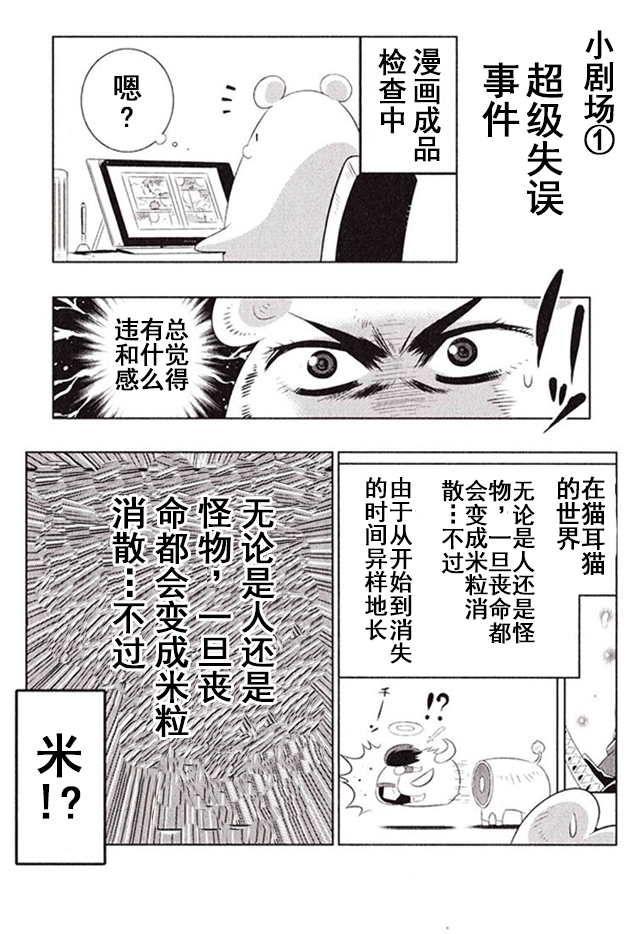 小剧场①
超级失误
事件
漫画成品
检查中
嗯?
总觉得
有什么
违和感
在猫耳猫
的世界
无论是人还是怪
物，一旦丧命都
会变成米粒消
散…不过
由于从开始到消失
的时间异样地长
!?
千
无论是人还是
怪物，一旦丧
命都会变成米粒
消散…不过
米!?